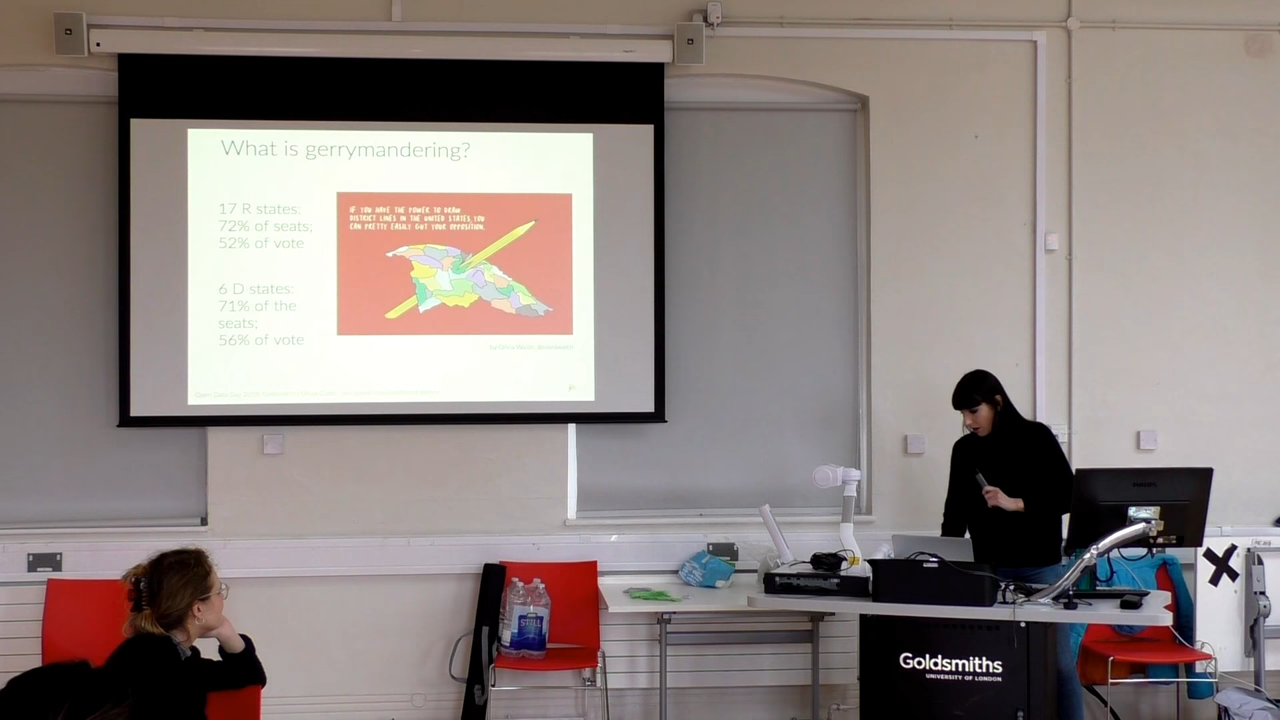 What is gerrymandering?
17 R states:
72% of seats;
52% of vote
6 D states:
71% of the
seats;
56% of vote
IF YOU HAVE THE POWER TO DRAW
DISTRICT LINES IN THE UNITED STATES, YOU
CAN PRETTY EASILY GUT YOUR OPPOSITION.
STILL
PHILIPS
Goldsmiths
UNIVERSITY OF LONDON